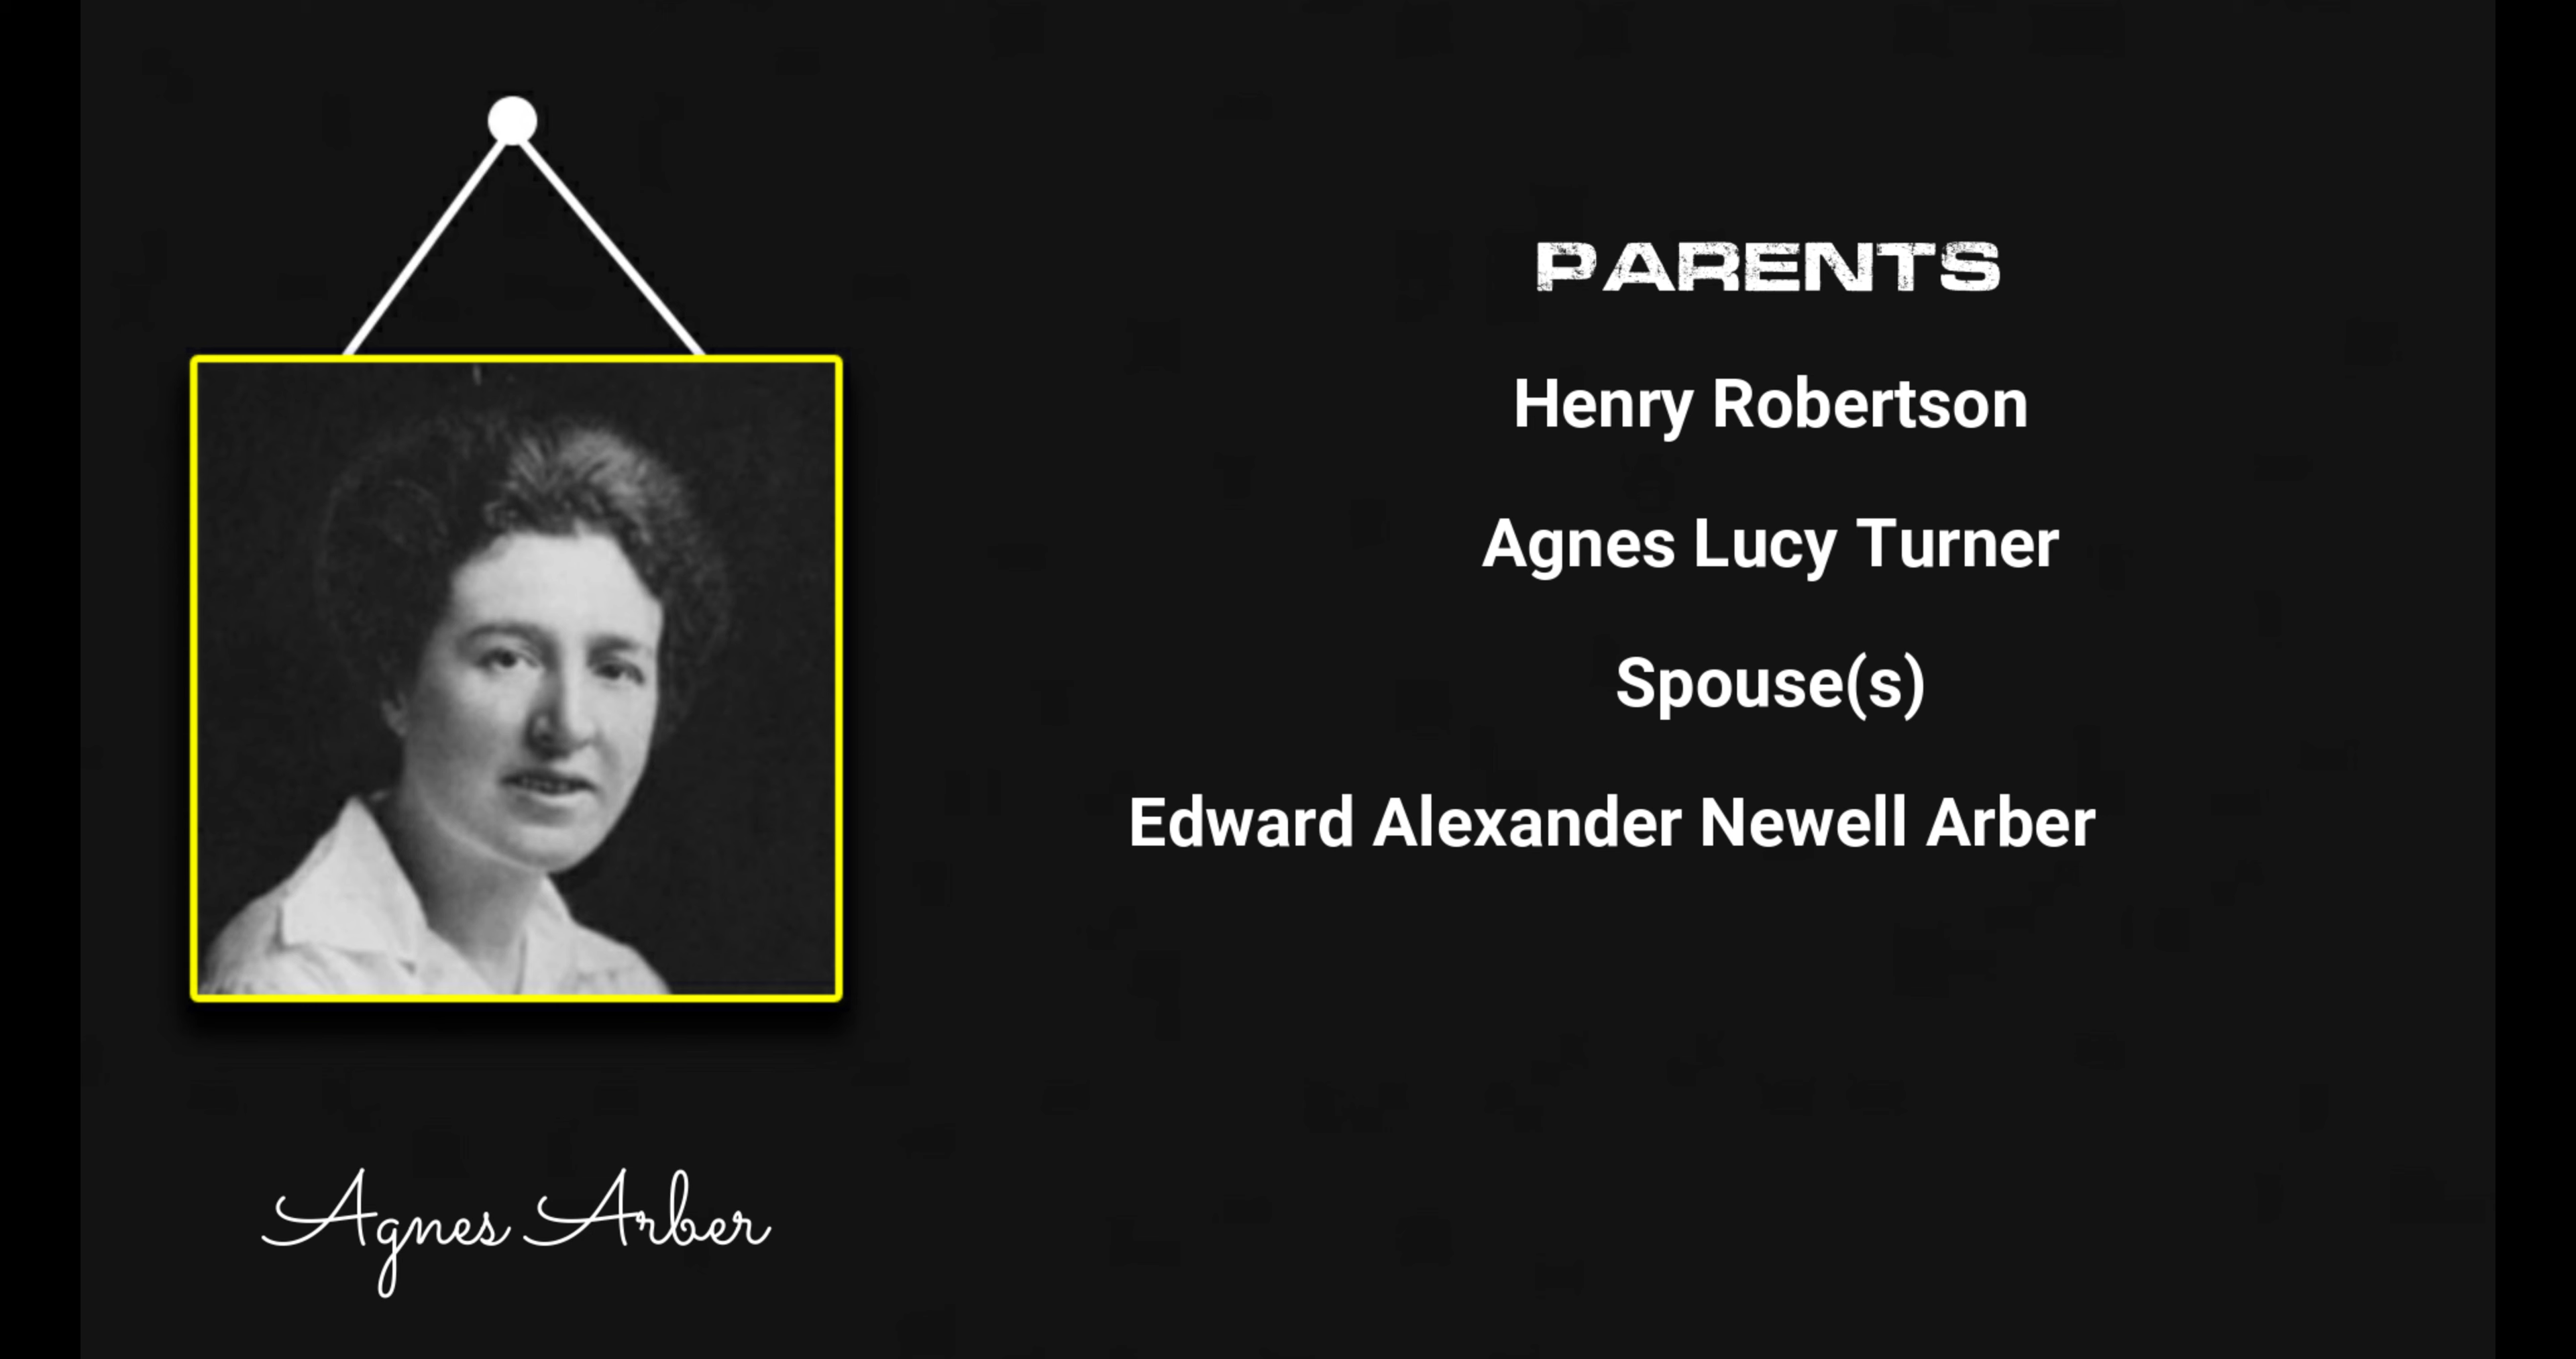 PARENTS
Henry Robertson
Agnes Lucy Turner
Spouse(s)
Edward Alexander Newell Arber
Agnes Arber